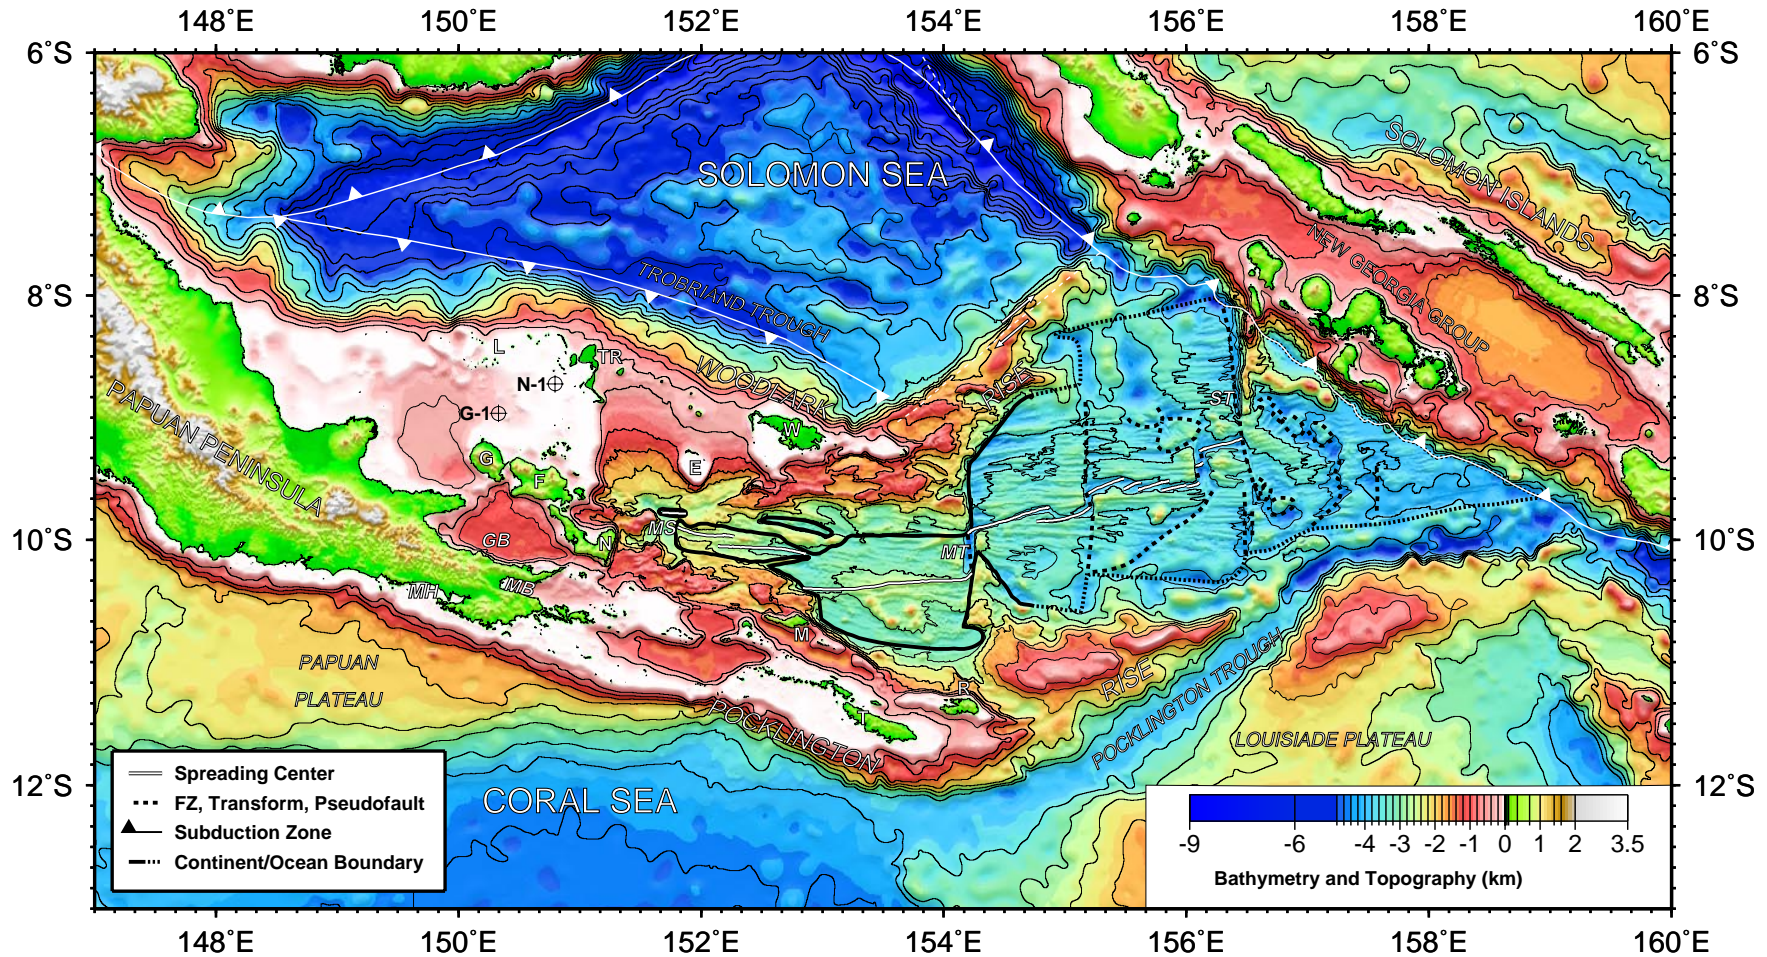 148°E 150°E 152°E 154°E 156°E 158°E 160°E
6°S 6°S
SOLOMON SEA
SOLOMON ISLANDS
NEW GEORGIA GROUP
TROBRIAND TROUGH
8°S 8°S
L
TR
N-1
G-1
WOODLARK
RISE
ST
W
PAPUAN PENINSULA
G
E
F
MS
N
GB
MT
10°S 10°S
MH
MB
M
PAPUAN
PLATEAU
R
RISE
T
POCKLINGTON
POCKLINGTON TROUGH
LOUISIADE PLATEAU
CORAL SEA
12°S 12°S
Spreading Center
FZ, Transform, Pseudofault
Subduction Zone
Continent/Ocean Boundary
-9 -6 -4 -3 -2 -1 0 1 2 3.5
Bathymetry and Topography (km)
148°E 150°E 152°E 154°E 156°E 158°E 160°E